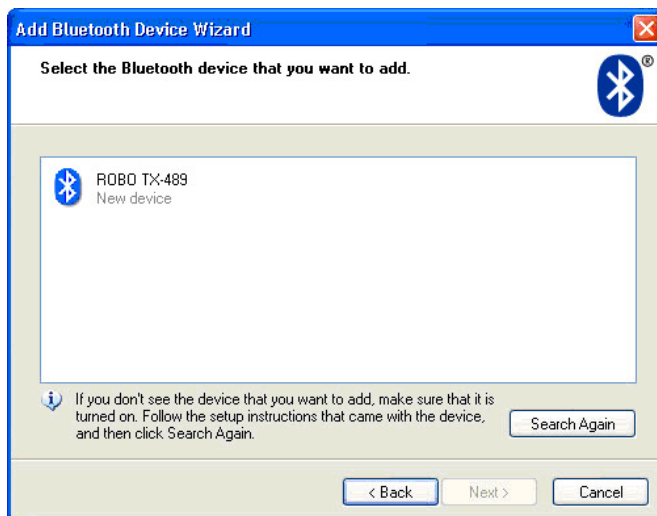 Add Bluetooth Device Wizard
Select the Bluetooth device that you want to add.
®
ROBO TX-489
New device
If you don't see the device that you want to add, make sure that it is
turned on. Follow the setup instructions that came with the device,
and then click Search Again.
Search Again
< Back
Next >
Cancel